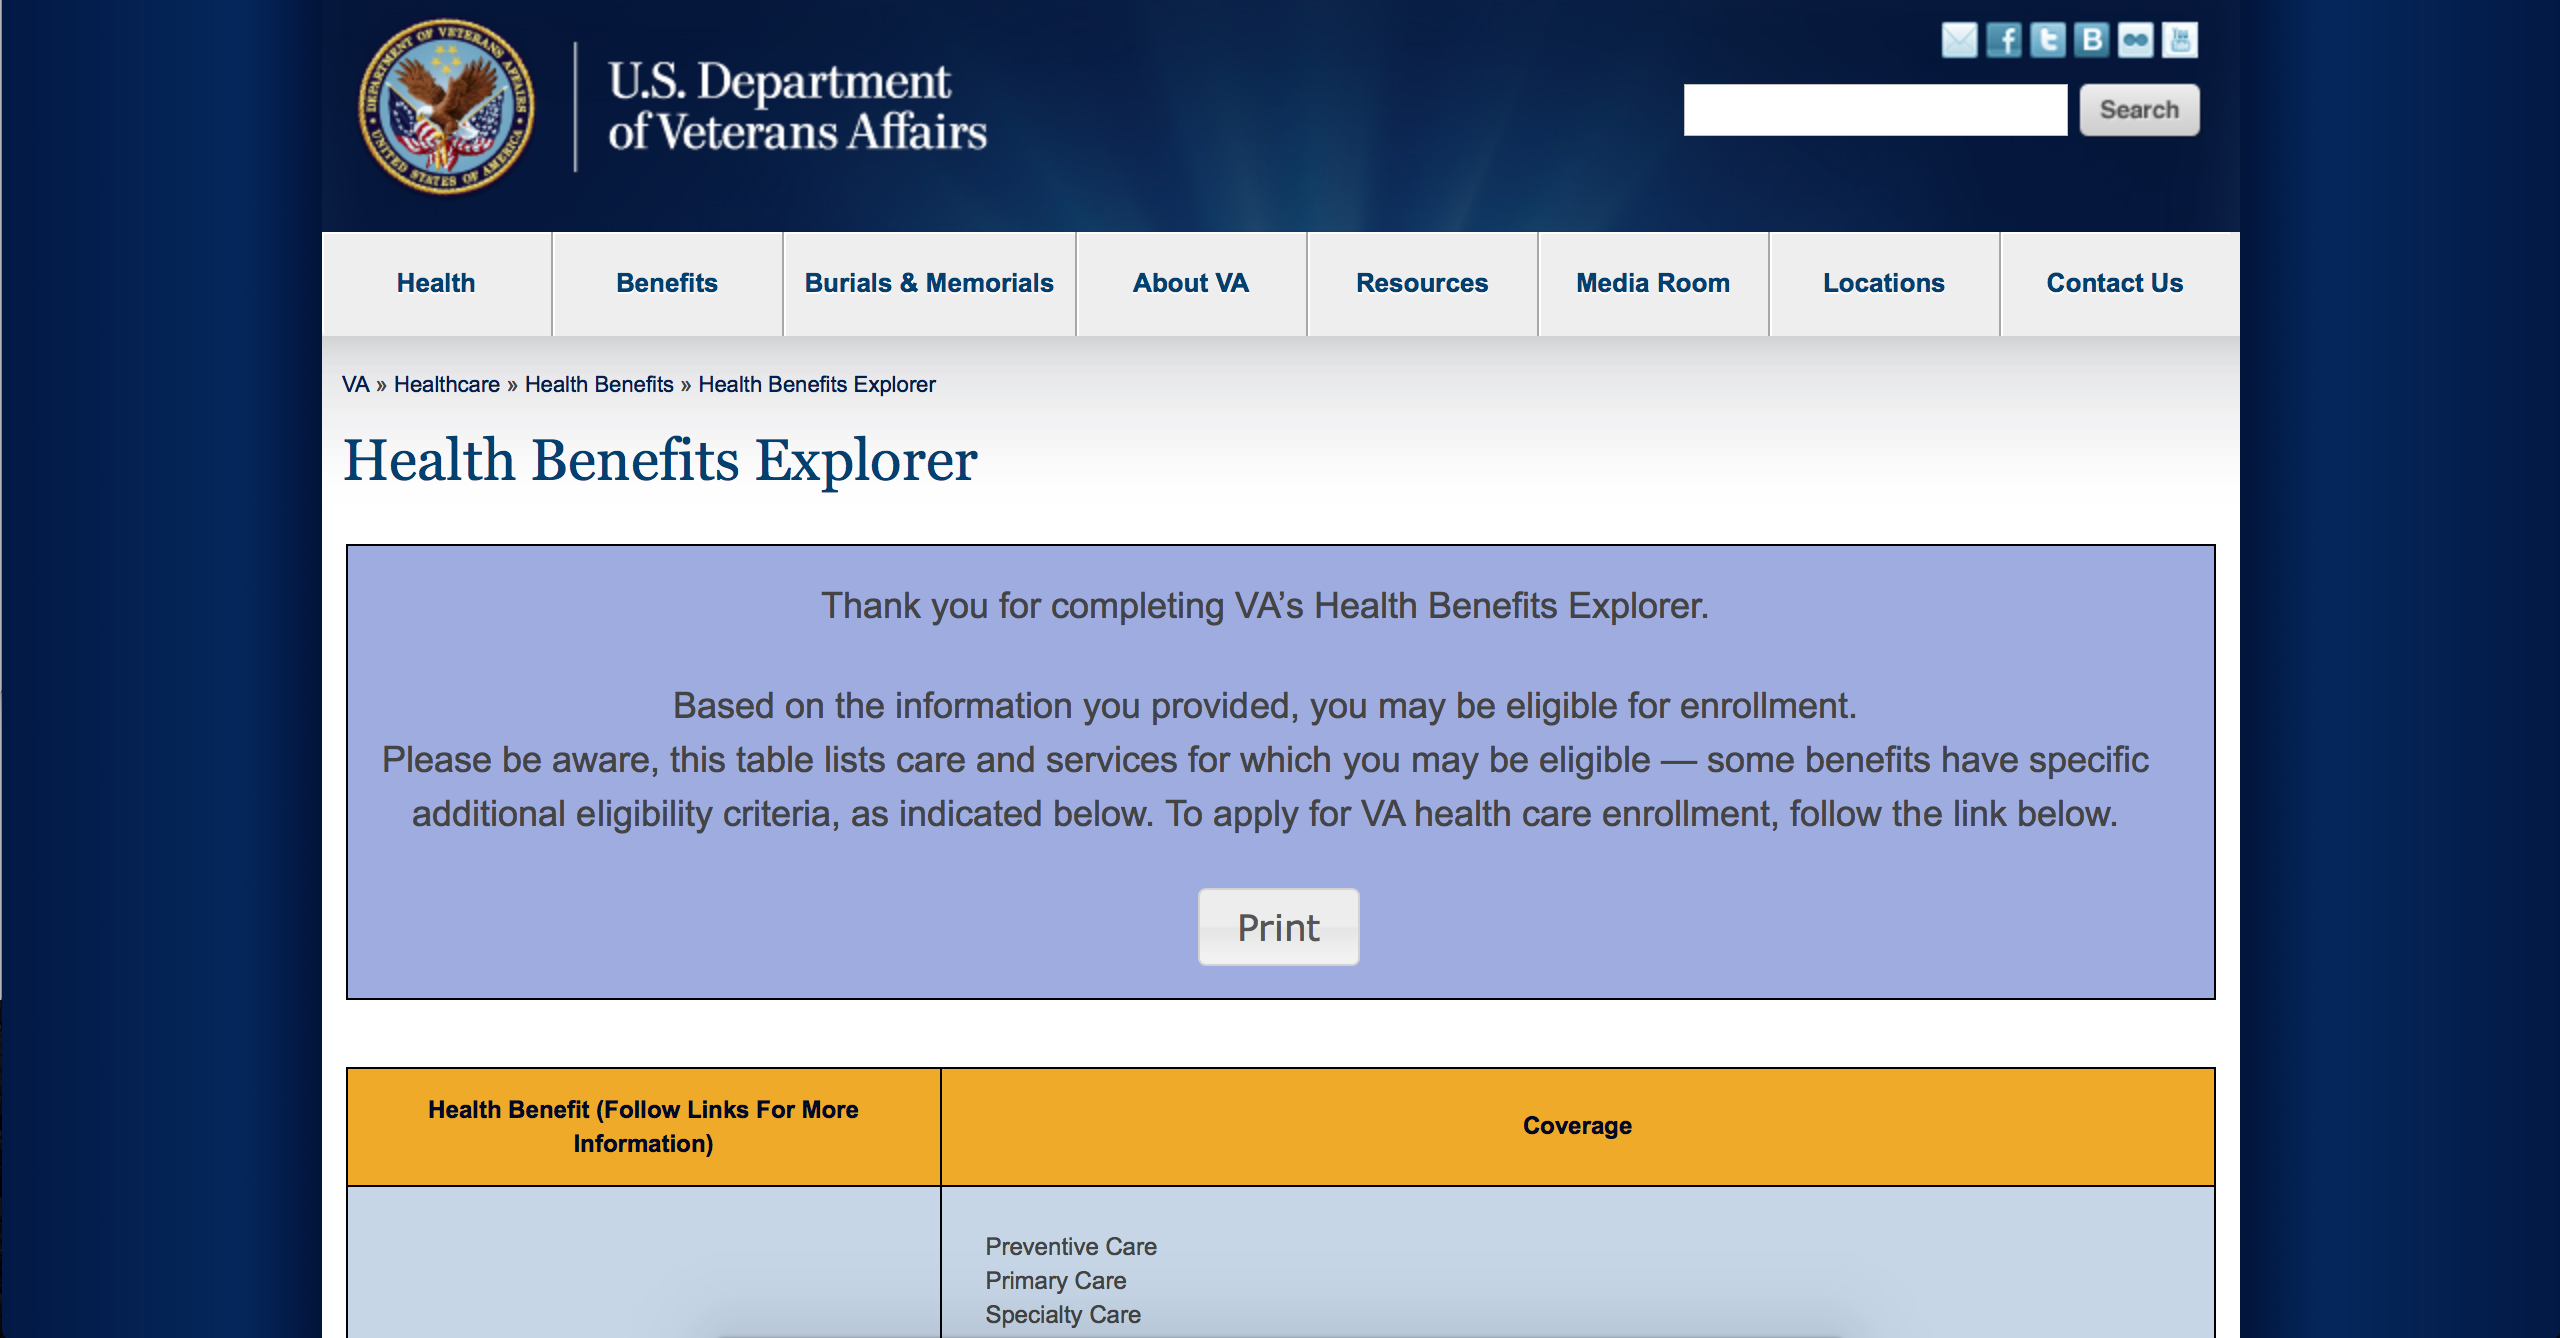 DEPARTMENT OF VETERANS AFFAIRS
UNITED STATES OF AMERICA
U.S. Department
of Veterans Affairs
f t B You
Search
Health Benefits Burials & Memorials About VA Resources Media Room Locations Contact Us
VA » Healthcare » Health Benefits » Health Benefits Explorer
Health Benefits Explorer
Thank you for completing VA’s Health Benefits Explorer.
Based on the information you provided, you may be eligible for enrollment.
Please be aware, this table lists care and services for which you may be eligible — some benefits have specific
additional eligibility criteria, as indicated below. To apply for VA health care enrollment, follow the link below.
Print
Health Benefit (Follow Links For More
Information)
Coverage
Preventive Care
Primary Care
Specialty Care